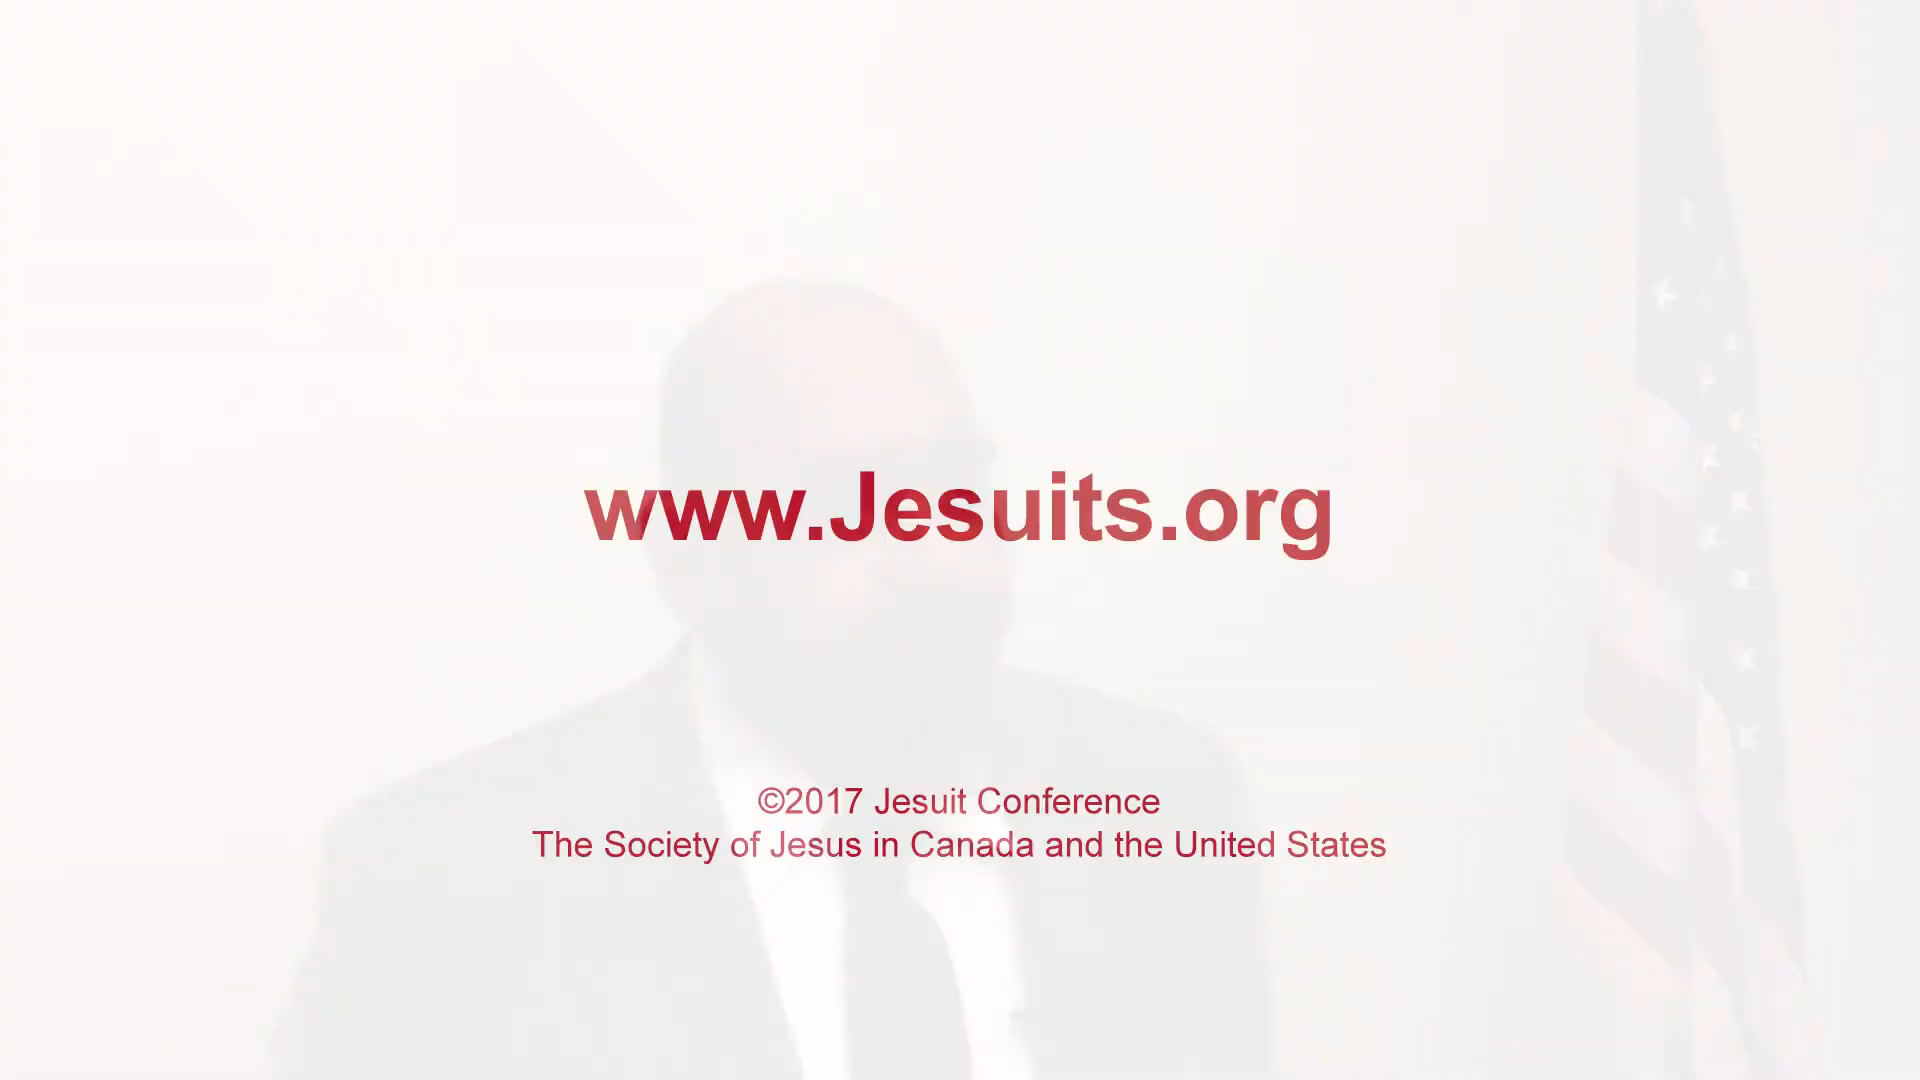 www.Jesuits.org
©2017 Jesuit Conference
The Society of Jesus in Canada and the United States